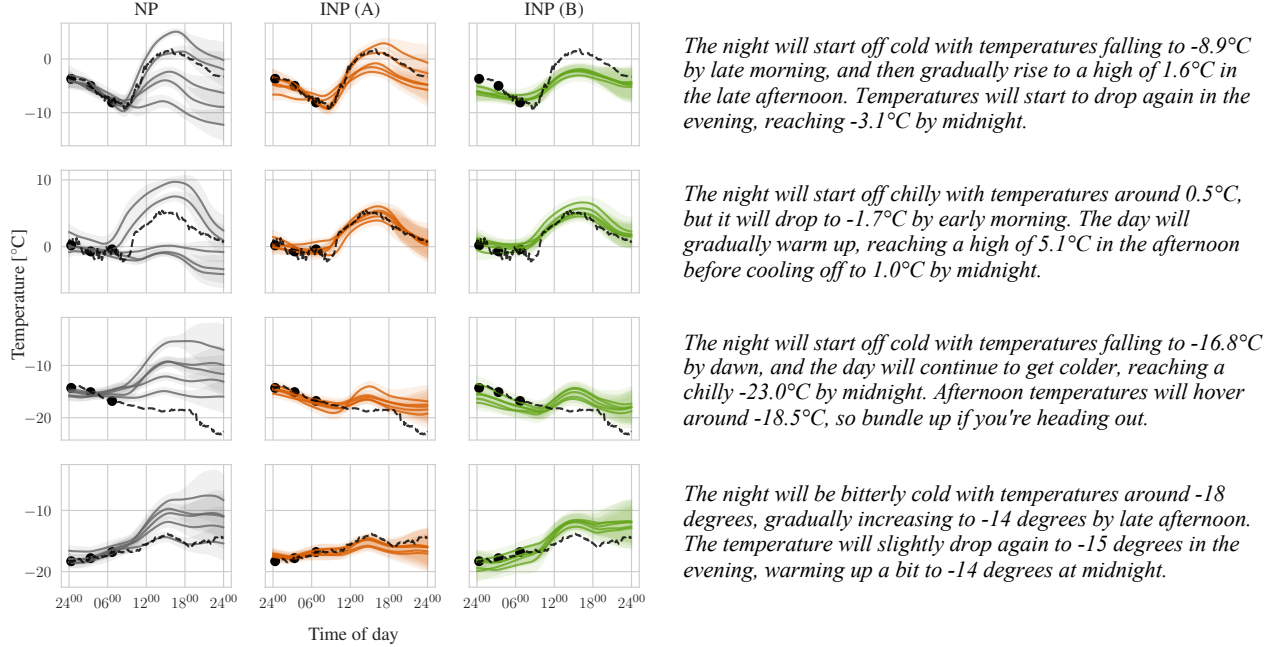 NP INP (A) INP (B)
0
−10
The night will start off cold with temperatures falling to -8.9°C
by late morning, and then gradually rise to a high of 1.6°C in
the late afternoon. Temperatures will start to drop again in the
evening, reaching -3.1°C by midnight.
10
0
The night will start off chilly with temperatures around 0.5°C,
but it will drop to -1.7°C by early morning. The day will
gradually warm up, reaching a high of 5.1°C in the afternoon
before cooling off to 1.0°C by midnight.
Temperature [°C]
−10
−20
The night will start off cold with temperatures falling to -16.8°C
by dawn, and the day will continue to get colder, reaching a
chilly -23.0°C by midnight. Afternoon temperatures will hover
around -18.5°C, so bundle up if you're heading out.
−10
−20
The night will be bitterly cold with temperatures around -18
degrees, gradually increasing to -14 degrees by late afternoon.
The temperature will slightly drop again to -15 degrees in the
evening, warming up a bit to -14 degrees at midnight.
24⁰⁰ 06⁰⁰ 12⁰⁰ 18⁰⁰ 24⁰⁰ 24⁰⁰ 06⁰⁰ 12⁰⁰ 18⁰⁰ 24⁰⁰ 24⁰⁰ 06⁰⁰ 12⁰⁰ 18⁰⁰ 24⁰⁰
Time of day